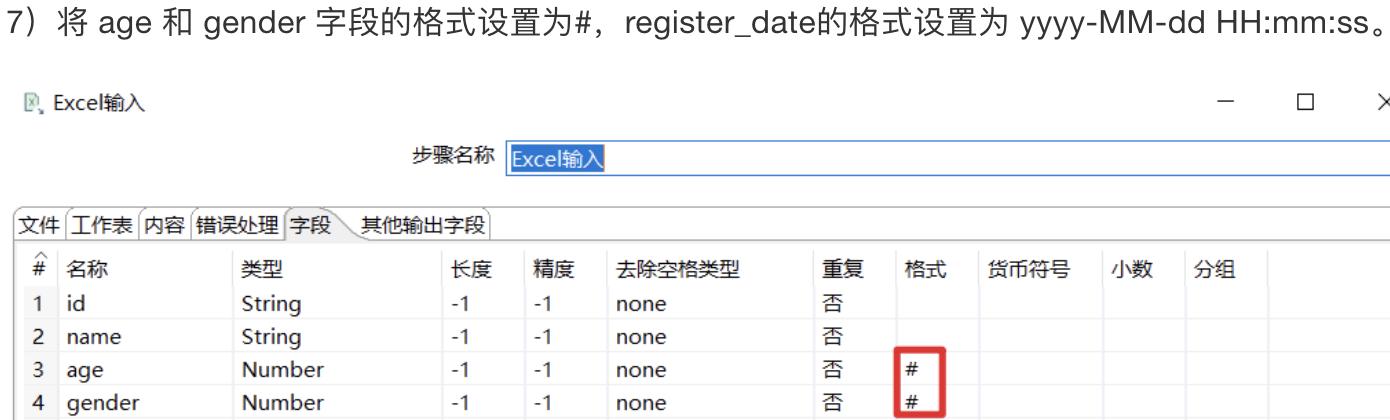 7）将 age 和 gender 字段的格式设置为#，register_date的格式设置为 yyyy-MM-dd HH:mm:ss。
Excel输入
步骤名称 Excel输入
文件 工作表 内容 错误处理 字段 其他输出字段
# 名称 类型 长度 精度 去除空格类型 重复 格式 货币符号 小数 分组
1 id String -1 -1 none 否
2 name String -1 -1 none 否
3 age Number -1 -1 none 否 #
4 gender Number -1 -1 none 否 #